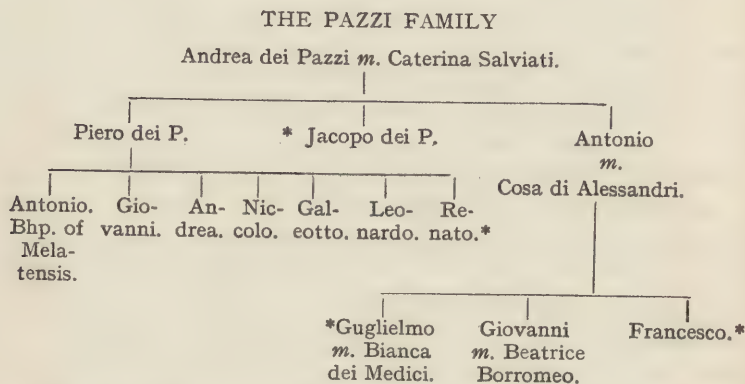 THE PAZZI FAMILY
Andrea dei Pazzi m. Caterina Salviati.
Piero dei P.
* Jacopo dei P.
Antonio
m.
Cosa di Alessandri.
Antonio.
Bhp. of
Mela-
tensis.
Gio-
vanni.
An-
drea.
Nic-
colo.
Gal-
eotto.
Leo-
nardo.
Re-
nato.*
*Guglielmo
m. Bianca
dei Medici.
Giovanni
m. Beatrice
Borromeo.
Francesco.*